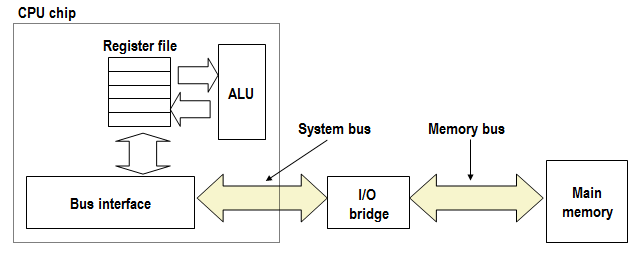 CPU chip
Register file
ALU
System bus
Memory bus
Bus interface
I/O
bridge
Main
memory